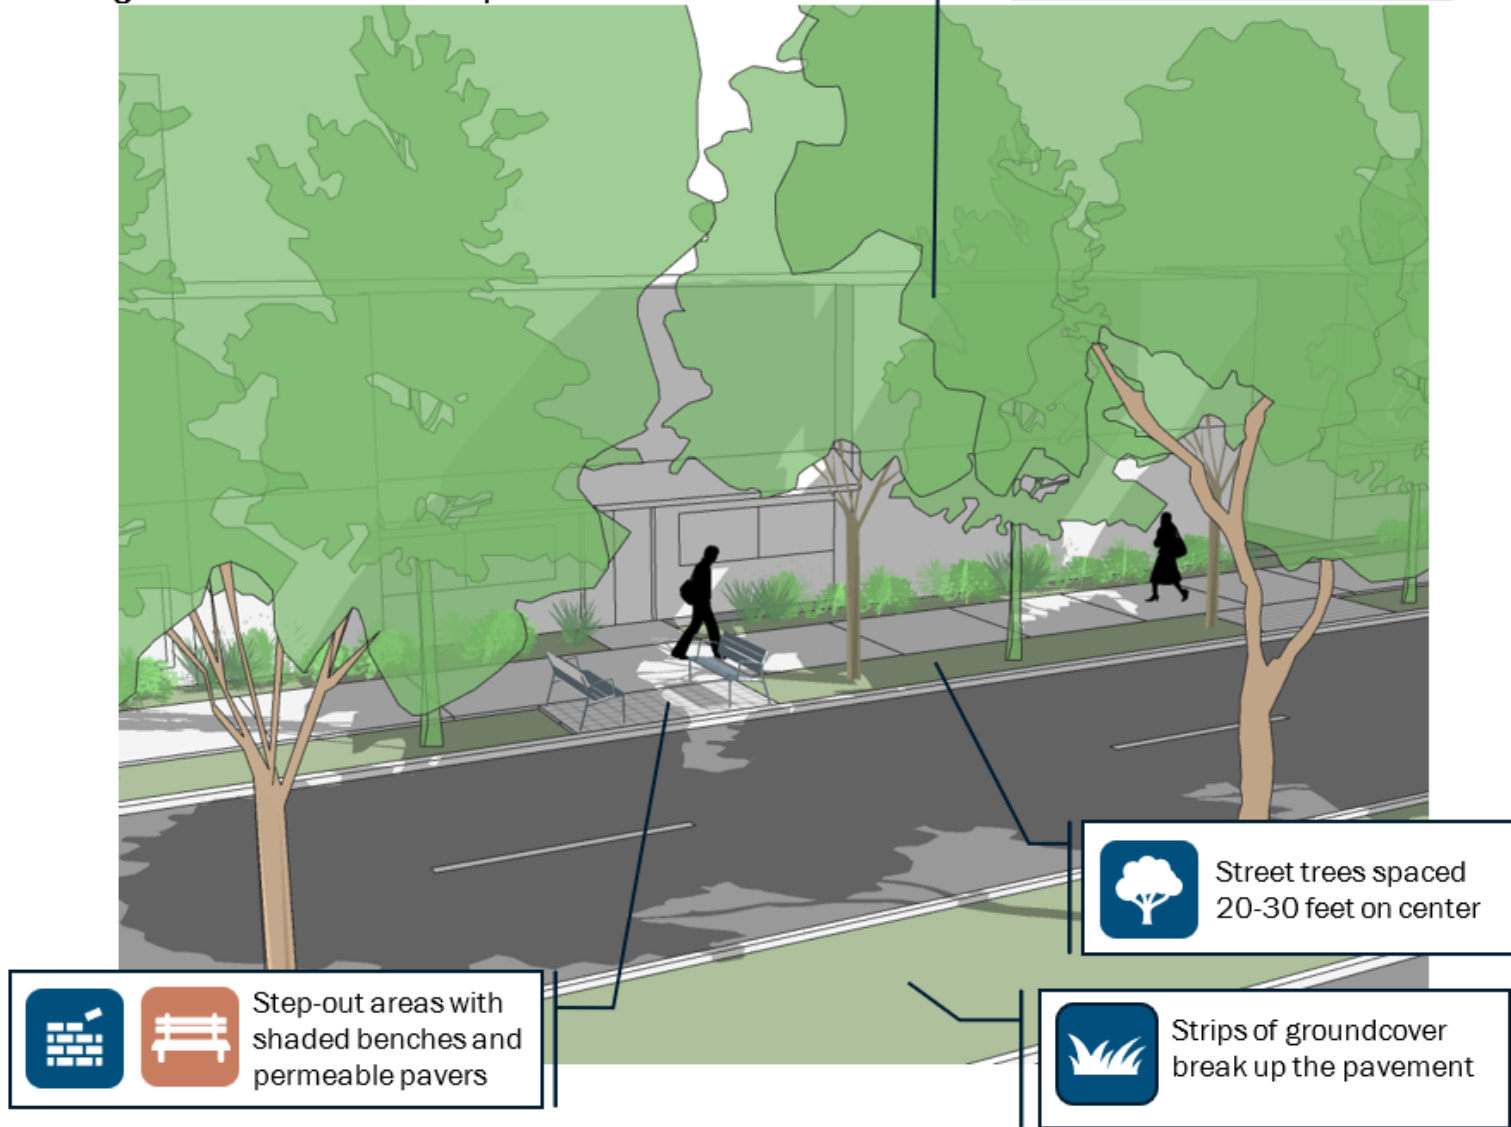 Street trees spaced
20-30 feet on center
Step-out areas with
shaded benches and
permeable pavers
Strips of groundcover
break up the pavement